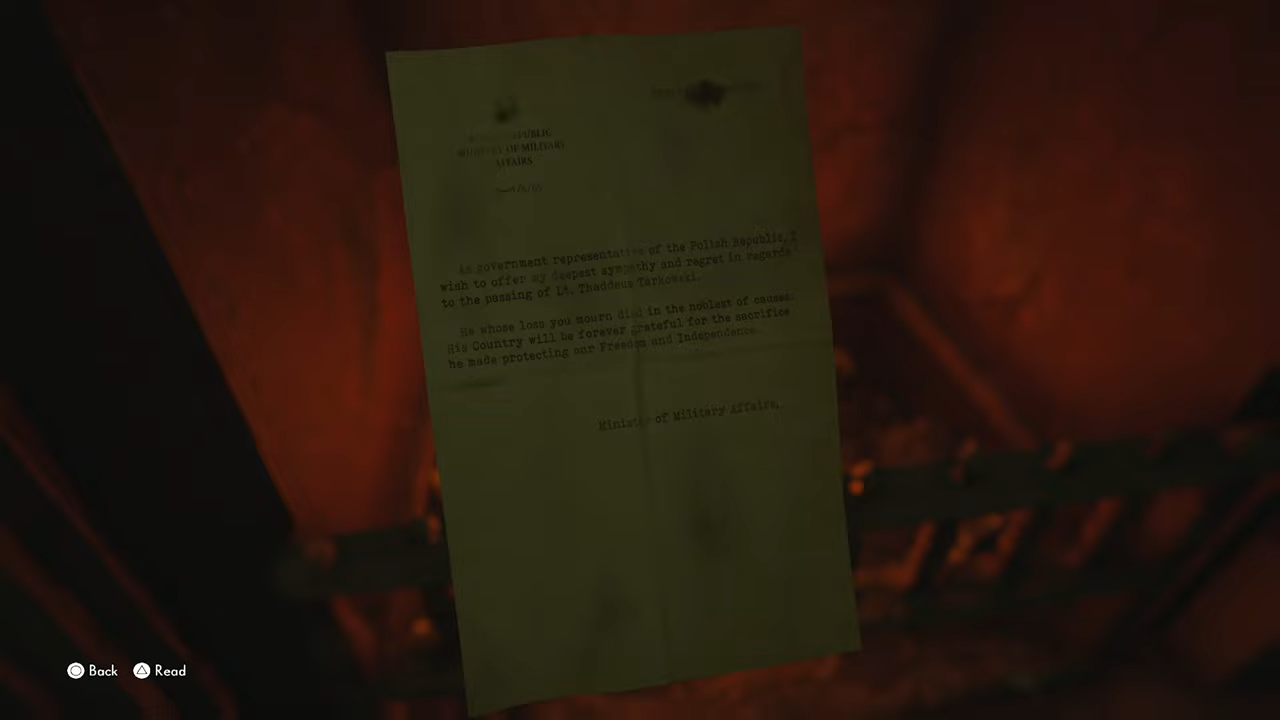 PUBLIC
MINISTRY OF MILITARY
AFFAIRS
As government representative of the Polish Republic, I
wish to offer my deepest sympathy and regret in regards
to the passing of Lt. Thaddeus Tarkowski.
He whose loss you mourn died in the noblest of causes.
His Country will be forever grateful for the sacrifice
he made protecting our Freedom and Independence.
Minister of Military Affairs,
Back
Read